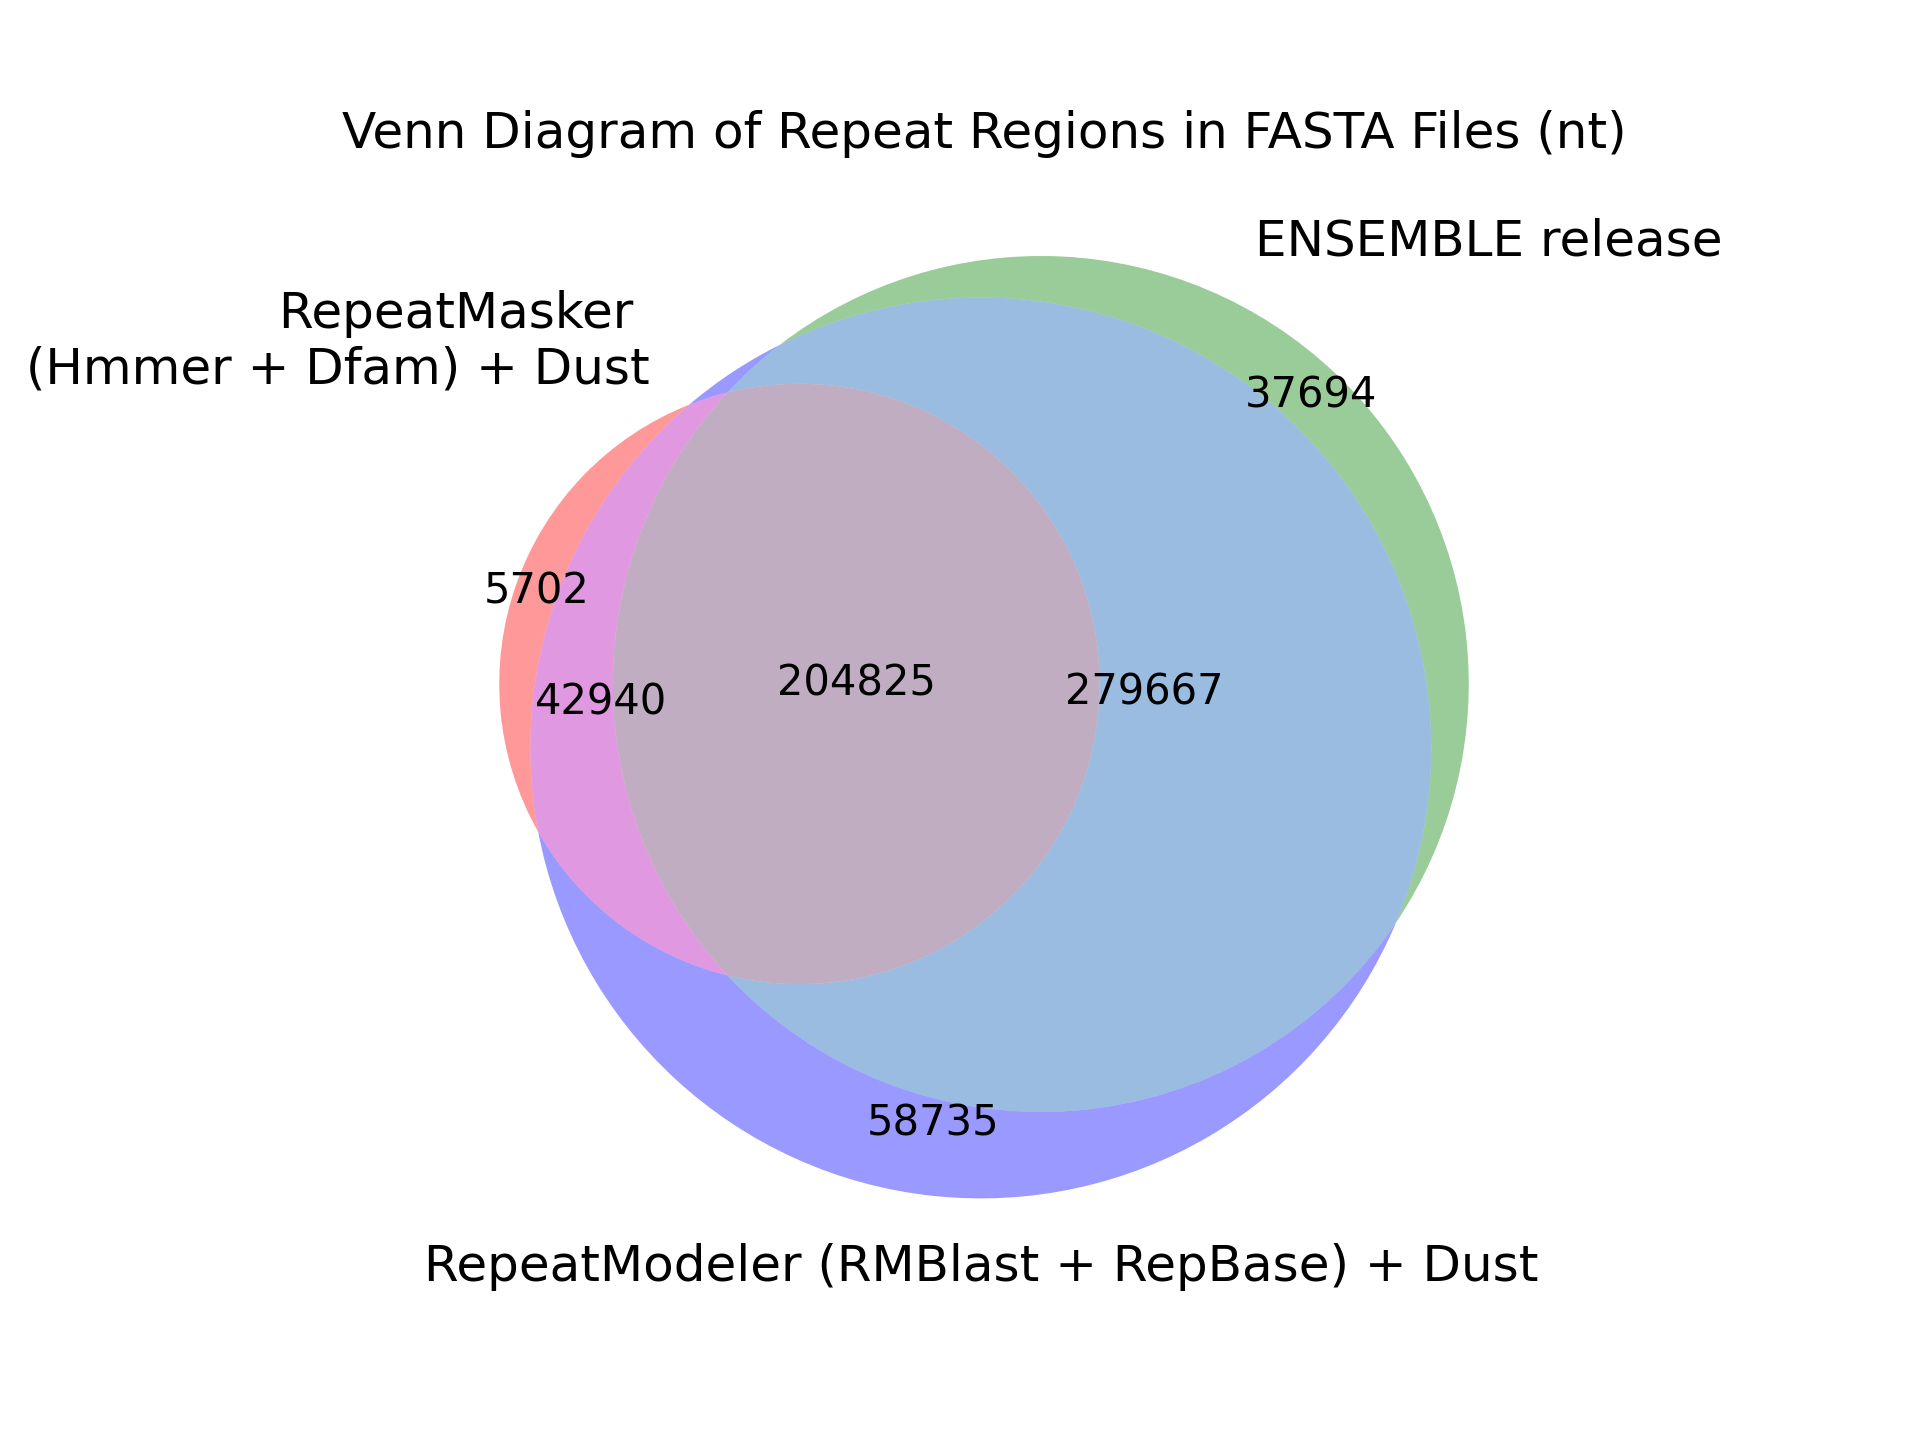 Venn Diagram of Repeat Regions in FASTA Files (nt)
ENSEMBLE release
RepeatMasker
(Hmmer + Dfam) + Dust
37694
5702
42940
204825
279667
58735
RepeatModeler (RMBlast + RepBase) + Dust